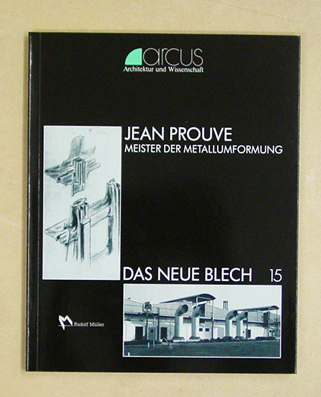 arcus
Architektur und Wissenschaft
JEAN PROUVE
MEISTER DER METALLUMFORMUNG
DAS NEUE BLECH 15
Rudolf Müller